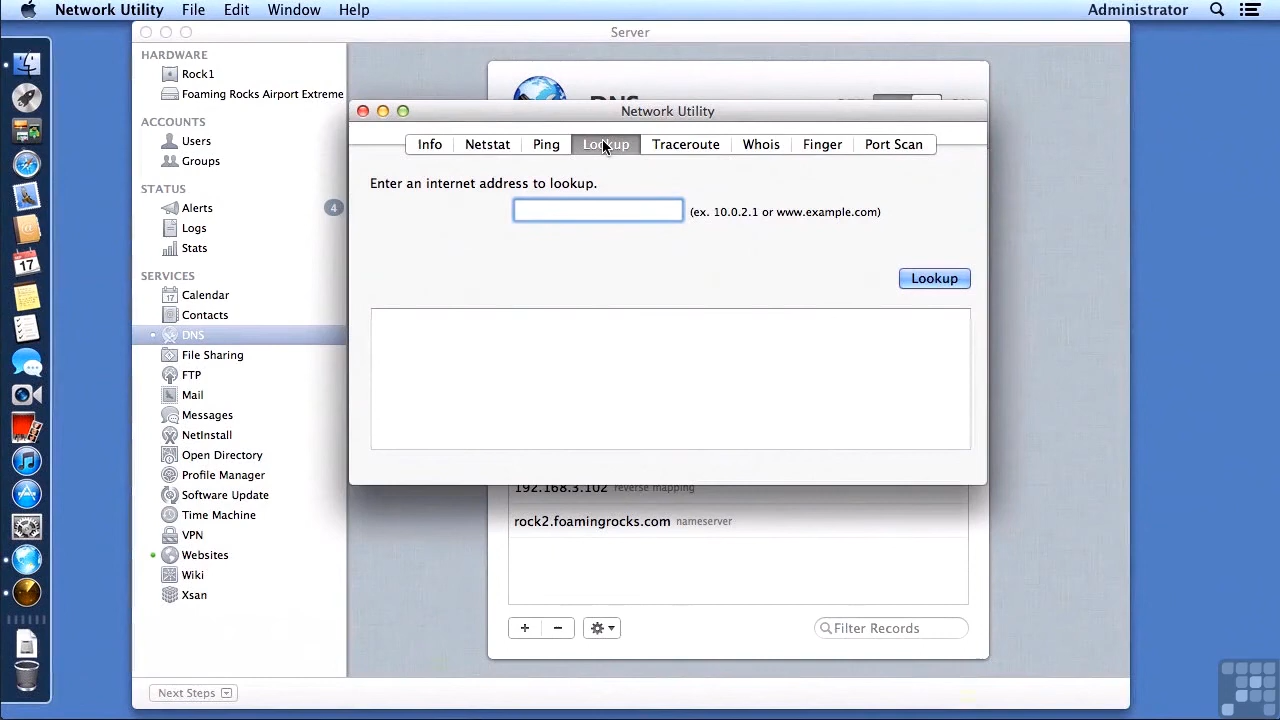 Network Utility File Edit Window Help Administrator
Server
HARDWARE
Rock1
Foaming Rocks Airport Extreme
ACCOUNTS
Users
Groups
STATUS
Alerts 4
Logs
Stats
SERVICES
17 Calendar
Contacts
DNS
File Sharing
FTP
Mail
Messages
NetInstall
Open Directory
Profile Manager
Software Update
Time Machine
VPN
Websites
Wiki
Xsan
Next Steps
Network Utility
Info Netstat Ping Lookup Traceroute Whois Finger Port Scan
Enter an internet address to lookup.
(ex. 10.0.2.1 or www.example.com)
Lookup
192.168.3.102 reverse mapping
rock2.foamingrocks.com nameserver
+ −
Filter Records
17